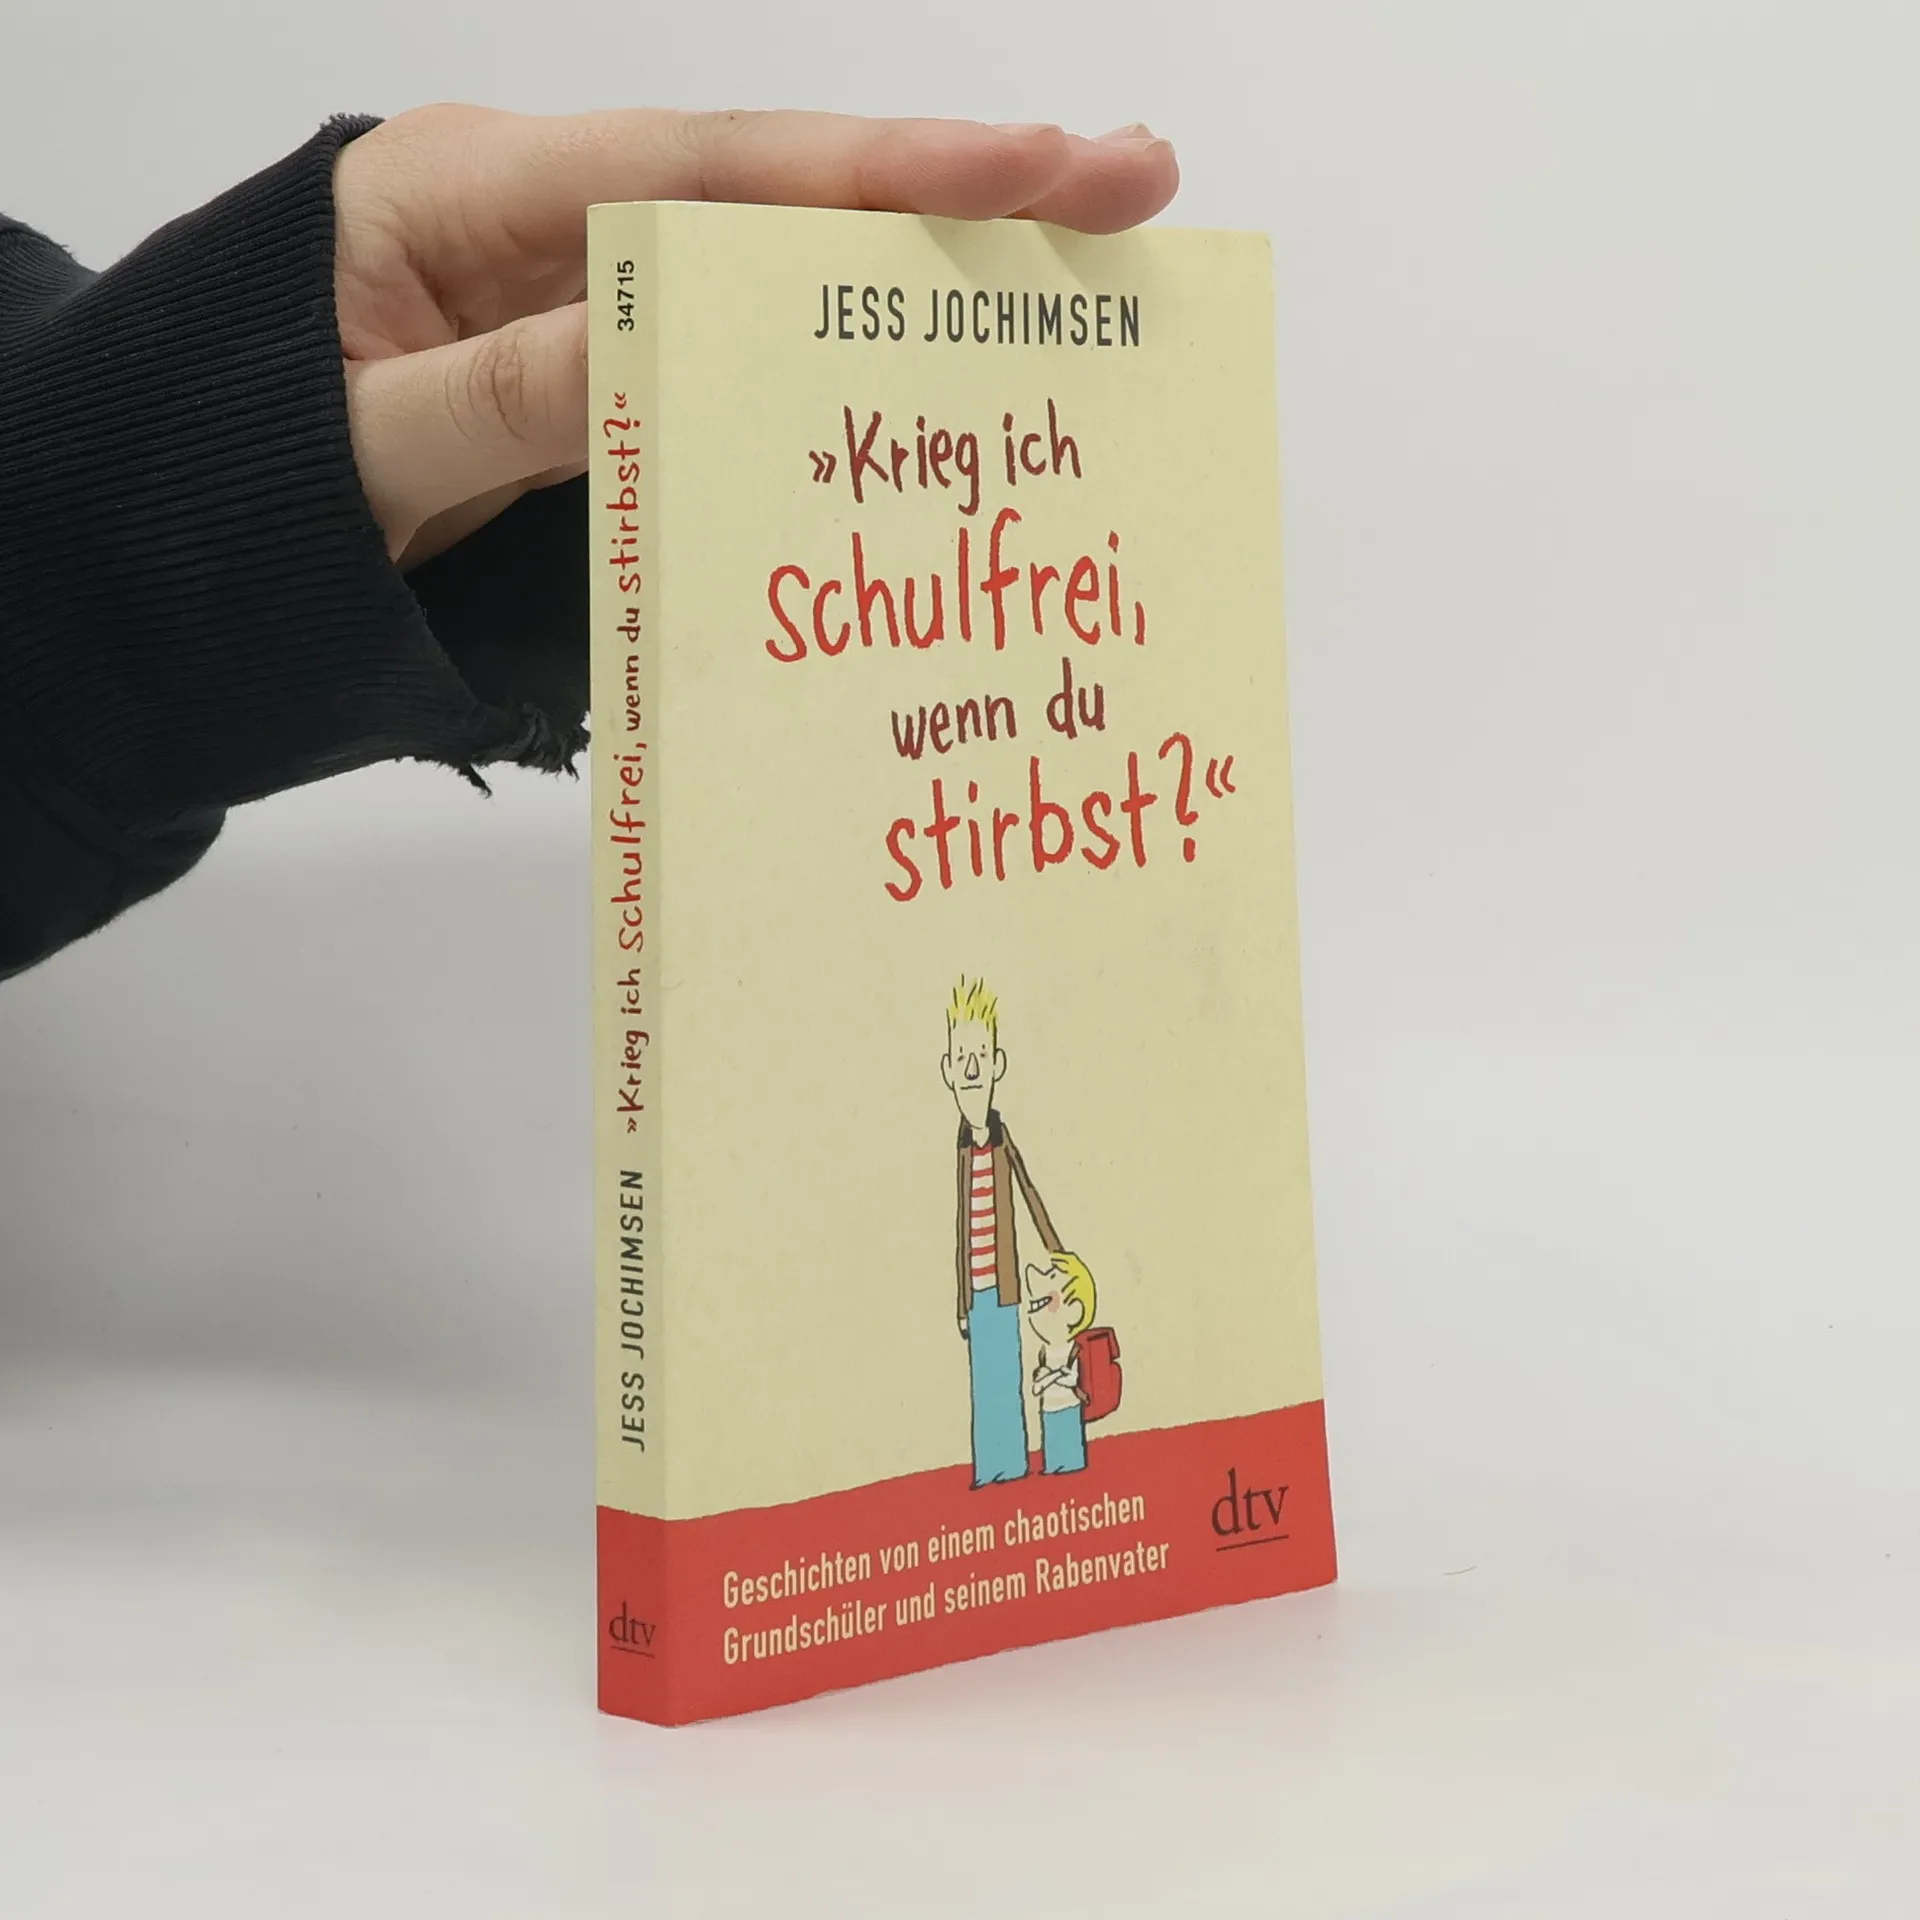 34715
»Krieg ich Schulfrei, wenn du stirbst?«
JESS JOCHIMSEN
dtv
JESS JOCHIMSEN
»Krieg ich
Schulfrei,
wenn du
stirbst?«
Geschichten von einem chaotischen
Grundschüler und seinem Rabenvater
dtv